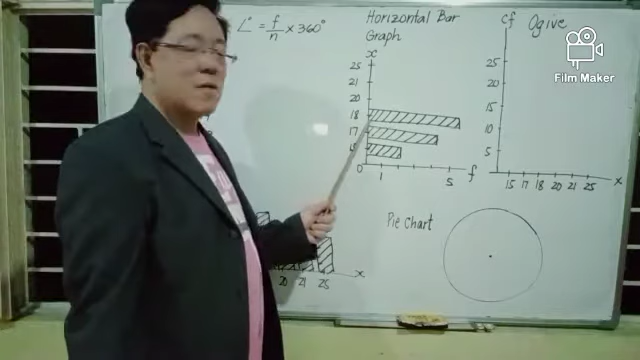 ∠° = f/n x 360°
Horizontal Bar
Graph
x
25
21
20
18
17
15
0 1 5 f
cf Ogive
25
20
15
10
5
15 17 18 20 21 25 x
Film Maker
Pie Chart
20 21 25 x